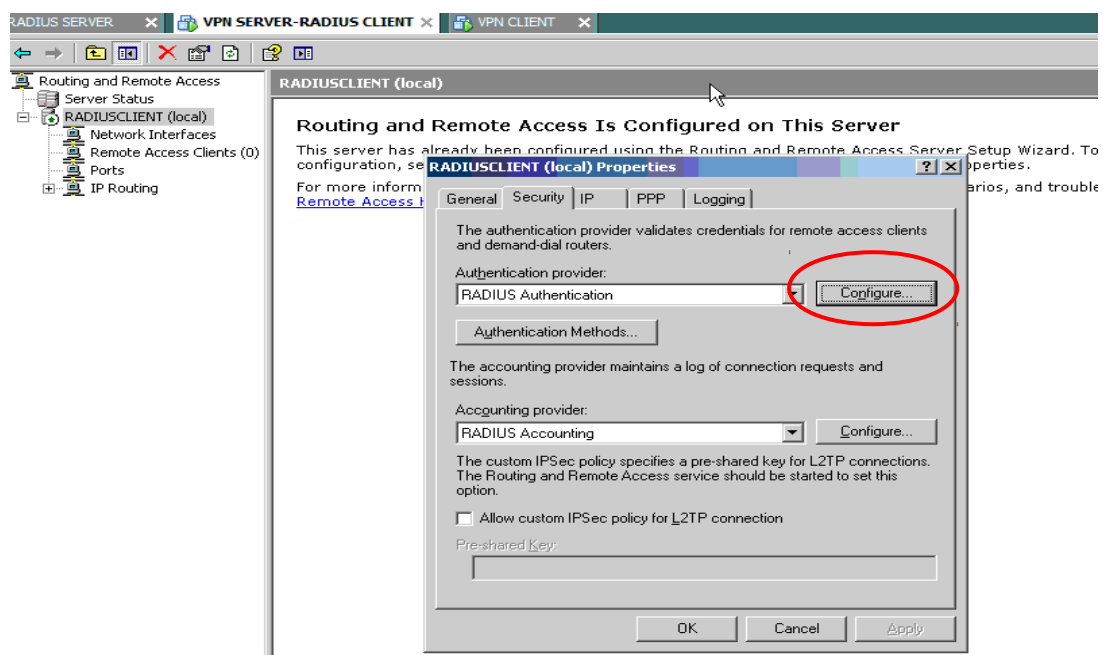 RADIUS SERVER
VPN SERVER-RADIUS CLIENT
VPN CLIENT
Routing and Remote Access
Server Status
RADIUSCLIENT (local)
Network Interfaces
Remote Access Clients (0)
Ports
IP Routing
RADIUSCLIENT (local)
Routing and Remote Access Is Configured on This Server
This server has already been configured using the Routing and Remote Access Server Setup Wizard. To
configuration, se
operties.
For more inform
arios, and trouble
Remote Access H
RADIUSCLIENT (local) Properties
General Security IP PPP Logging
The authentication provider validates credentials for remote access clients
and demand-dial routers.
Authentication provider:
RADIUS Authentication
Configure...
Authentication Methods...
The accounting provider maintains a log of connection requests and
sessions.
Accounting provider:
RADIUS Accounting
Configure...
The custom IPSec policy specifies a pre-shared key for L2TP connections.
The Routing and Remote Access service should be started to set this
option.
Allow custom IPSec policy for L2TP connection
Pre-shared Key:
OK Cancel Apply